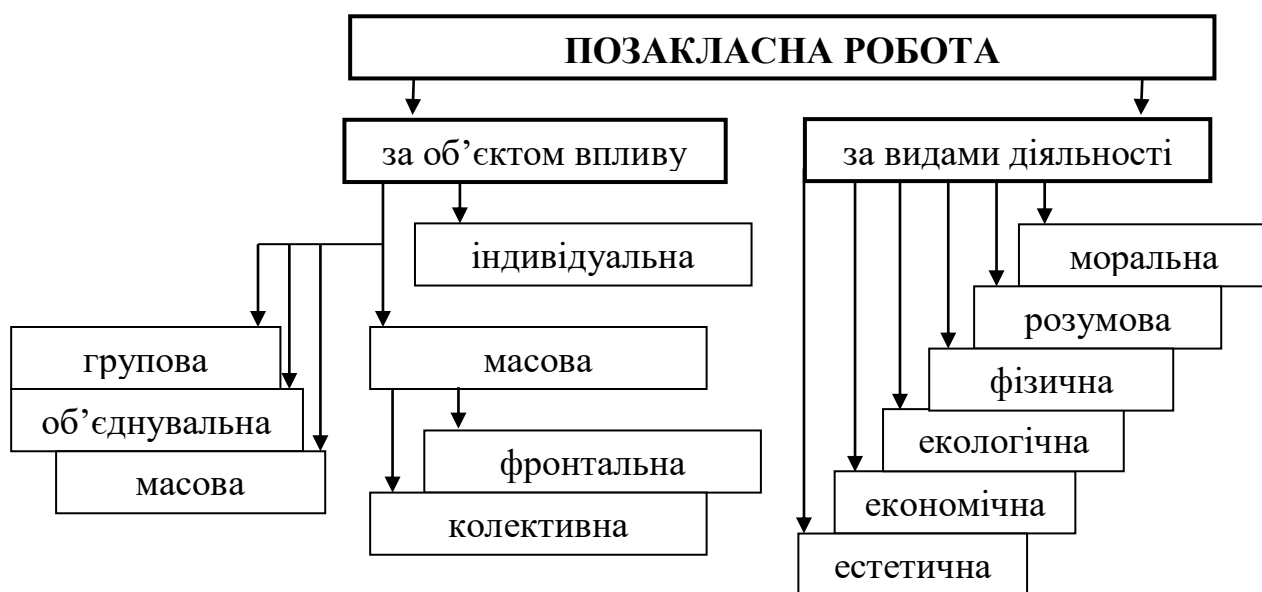 ПОЗАКЛАСНА РОБОТА
за об’єктом впливу
за видами діяльності
індивідуальна
моральна
розумова
групова
масова
фізична
об’єднувальна
екологічна
фронтальна
масова
економічна
колективна
естетична